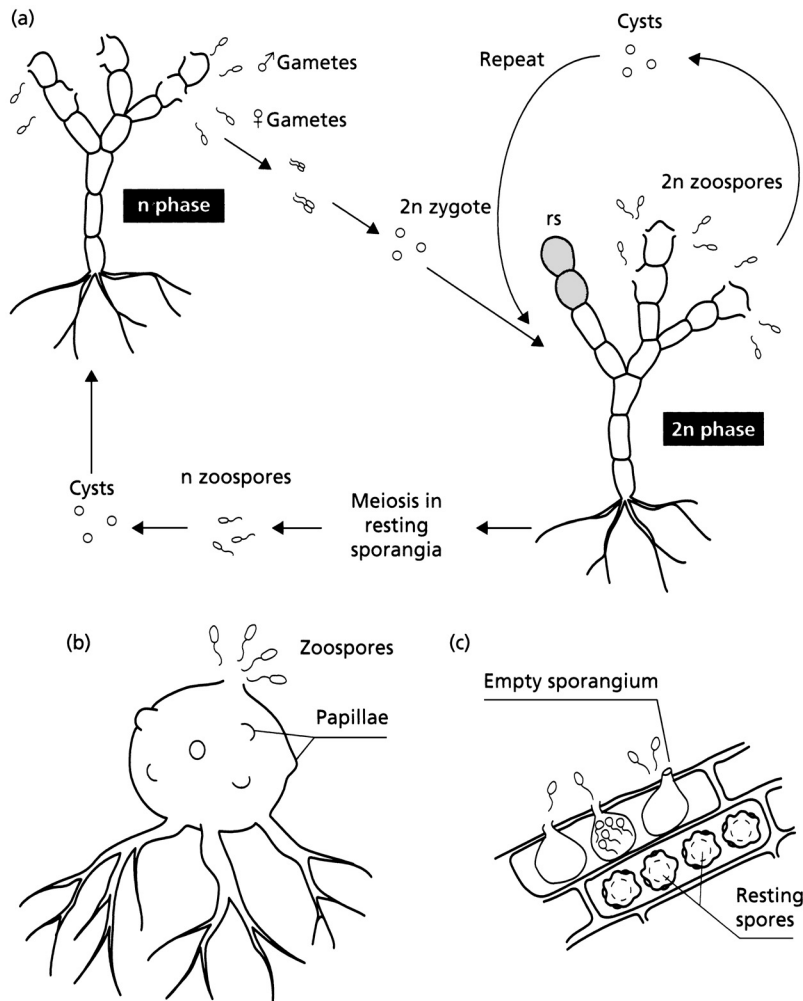 (a)
Cysts
Repeat
♂Gametes
♀Gametes
2n zoospores
n phase
2n zygote
rs
2n phase
Cysts
n zoospores
Meiosis in
resting
sporangia
(b)
Zoospores
Papillae
(c)
Empty sporangium
Resting
spores